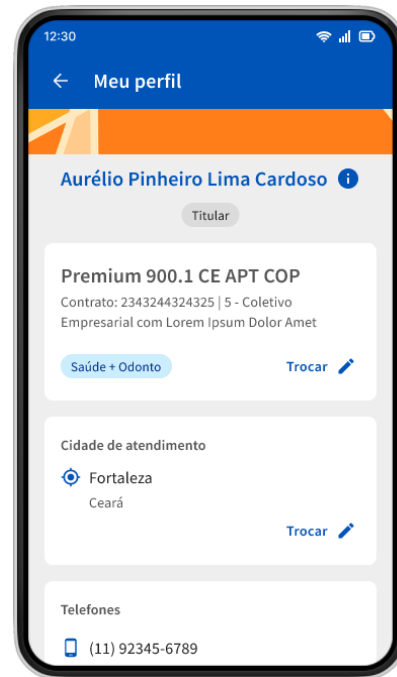 12:30
Meu perfil
Aurélio Pinheiro Lima Cardoso
Titular
Premium 900.1 CE APT COP
Contrato: 2343244324325 | 5 - Coletivo
Empresarial com Lorem Ipsum Dolor Amet
Saúde + Odonto
Trocar
Cidade de atendimento
Fortaleza
Ceará
Trocar
Telefones
(11) 92345-6789